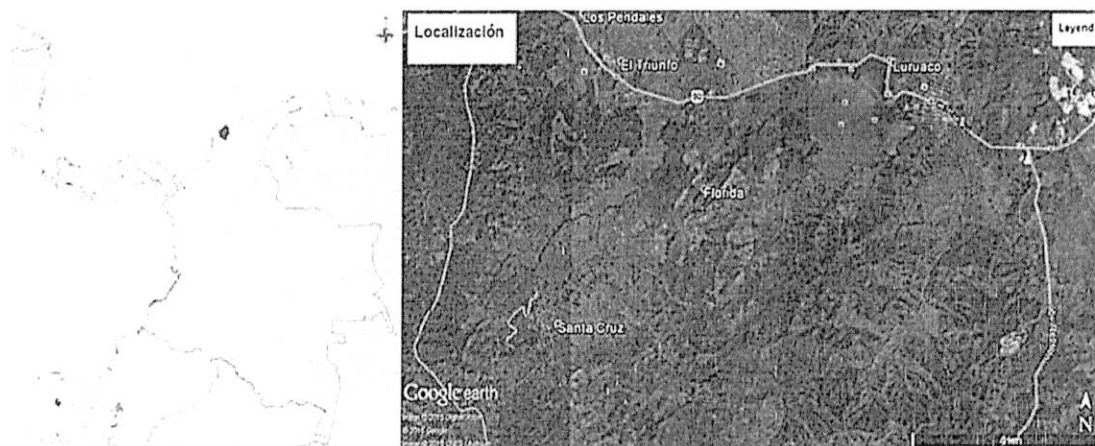 Los Pendales
Localización
Leyend
El Triunfo
Luruaco
Florida
Santa Cruz
Google earth
N